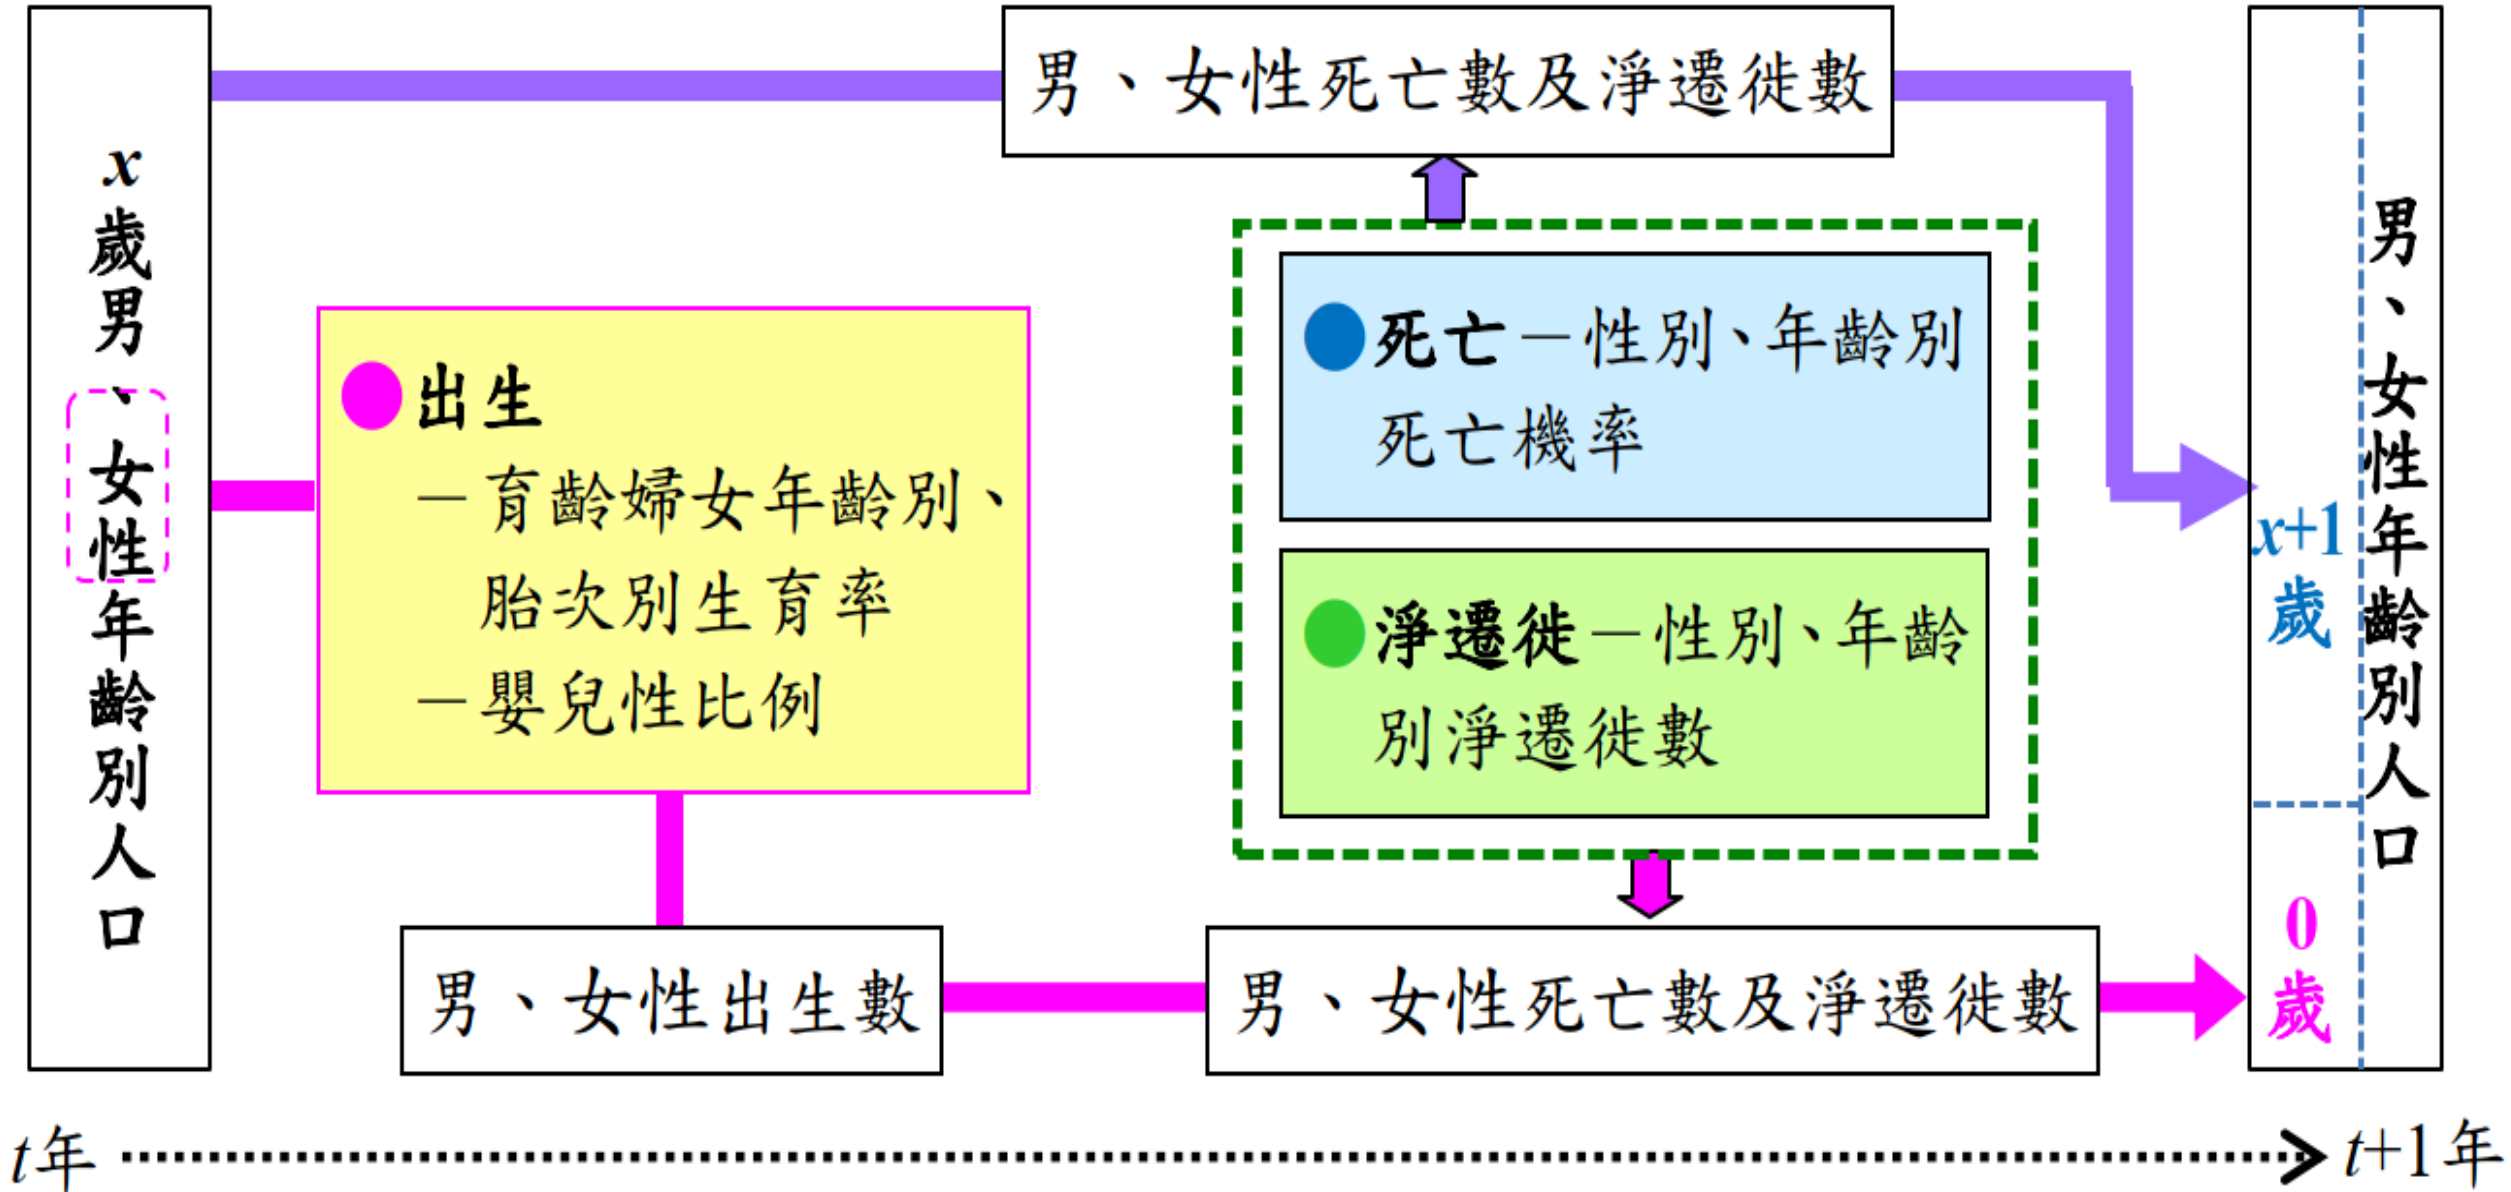 x歲男、女性年齡別人口
男、女性死亡數及淨遷徙數
出生
－育齡婦女年齡別、
胎次別生育率
－嬰兒性比例
死亡－性別、年齡別
死亡機率
淨遷徙－性別、年齡
別淨遷徙數
男、女性出生數
男、女性死亡數及淨遷徙數
x+1
歲
0
歲
男、女性年齡別人口
t年
t+1年